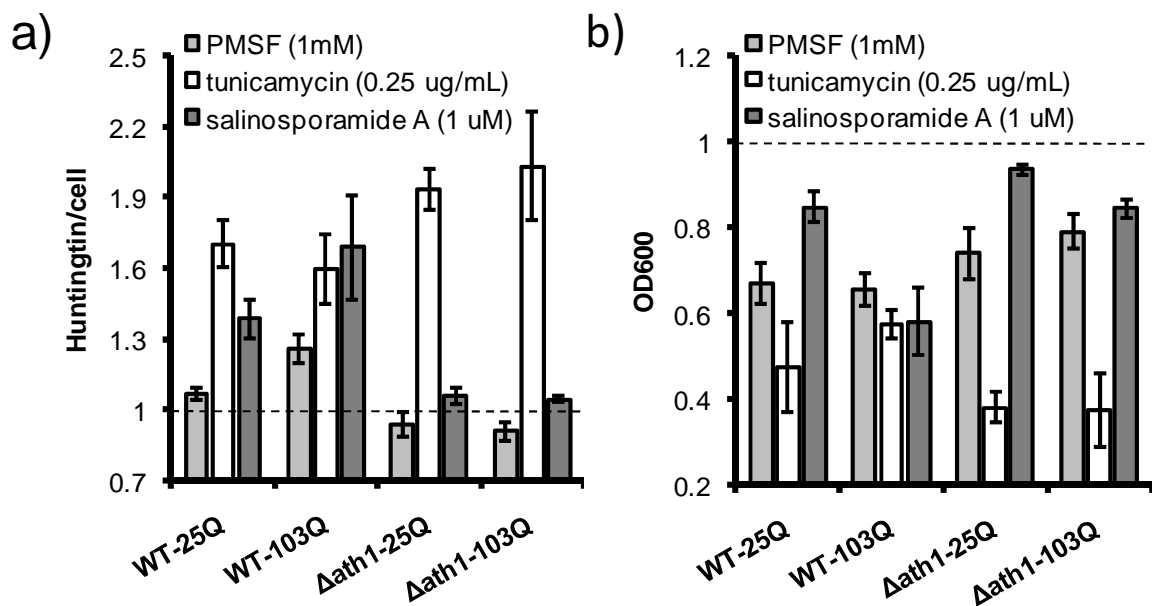 a)
PMSF (1mM)
tunicamycin (0.25 ug/mL)
salinosporamide A (1 uM)
Huntingtin/cell
2.5
2.2
1.9
1.6
1.3
1
0.7
WT-25Q
WT-103Q
Δath1-25Q
Δath1-103Q
b)
PMSF (1mM)
tunicamycin (0.25 ug/mL)
salinosporamide A (1 uM)
OD600
1.2
1
0.8
0.6
0.4
0.2
WT-25Q
WT-103Q
Δath1-25Q
Δath1-103Q